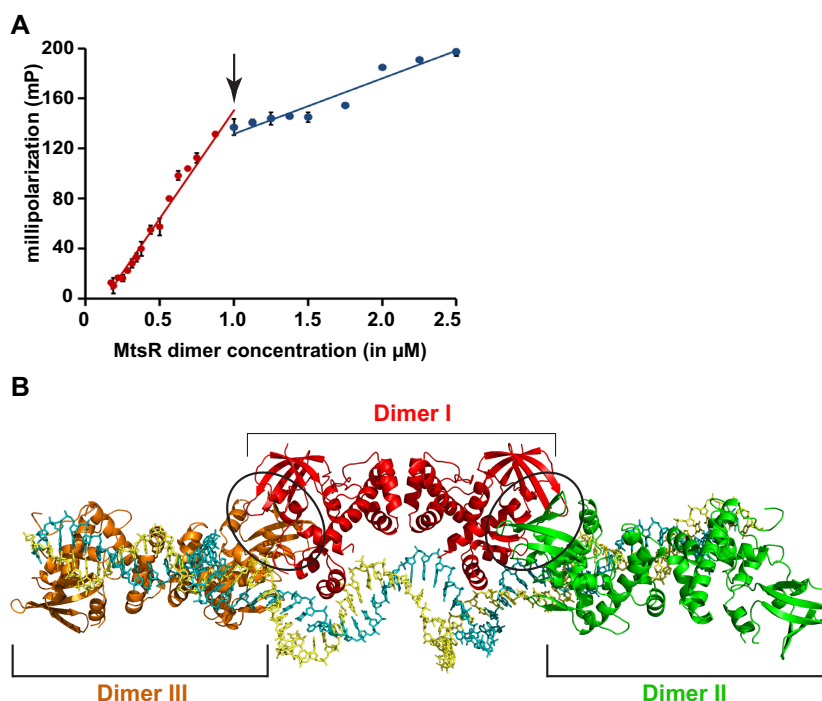 A
200
160
120
80
40
0
millipolarization (mP)
0 0.5 1.0 1.5 2.0 2.5
MtsR dimer concentration (in µM)
B
Dimer I
Dimer III
Dimer II